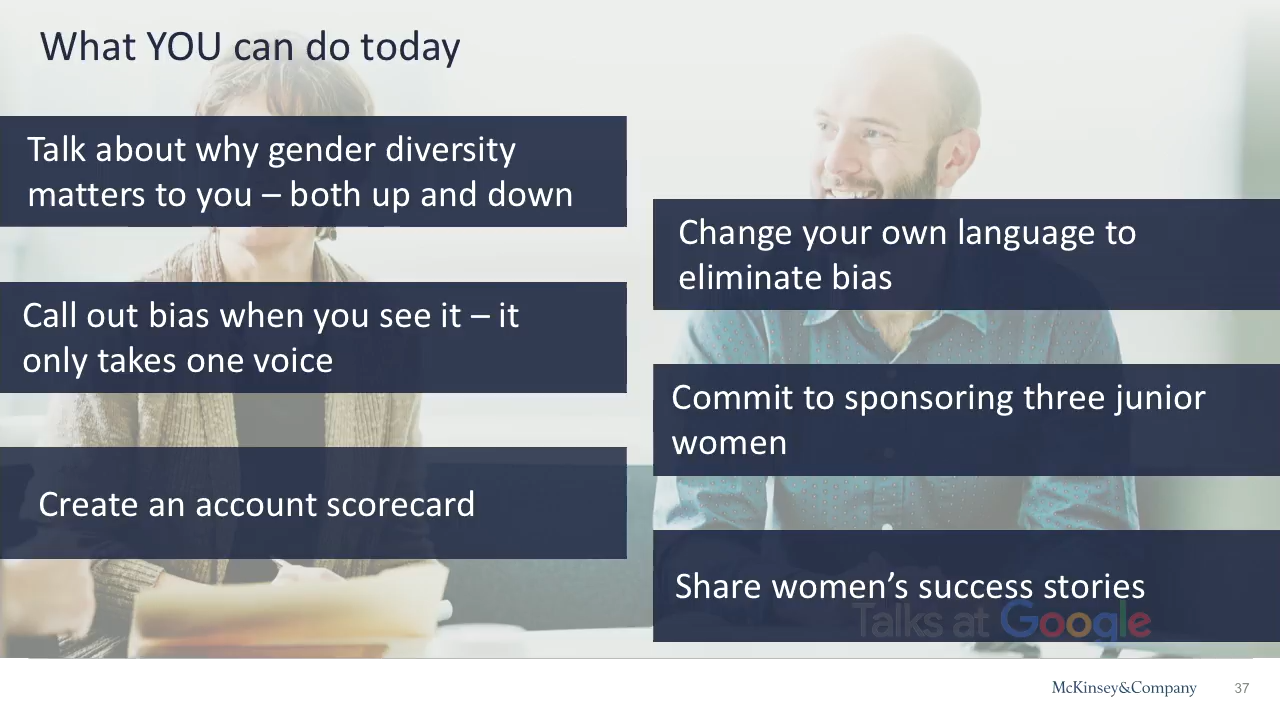 What YOU can do today
Talk about why gender diversity
matters to you – both up and down
Call out bias when you see it – it
only takes one voice
Create an account scorecard
Change your own language to
eliminate bias
Commit to sponsoring three junior
women
Share women’s success stories
Talks at Google
McKinsey&Company
37